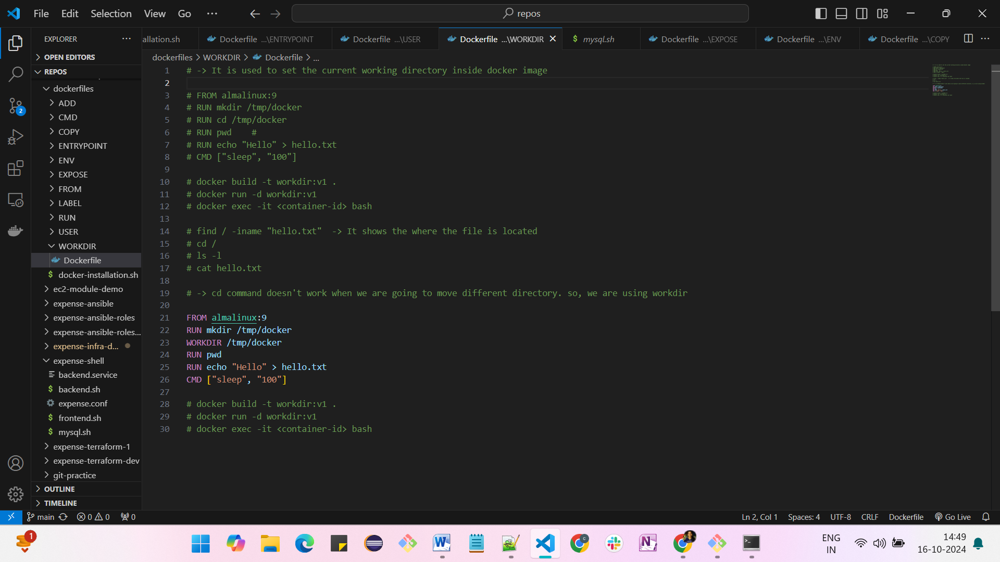 File Edit Selection View Go ··· repos
EXPLORER ···
allation.sh Dockerfile ...\ENTRYPOINT Dockerfile ...\USER Dockerfile ...\WORKDIR mysql.sh Dockerfile ...\EXPOSE Dockerfile ...\ENV Dockerfile ...\COPY ···
OPEN EDITORS
REPOS
dockerfiles
ADD
CMD
COPY
ENTRYPOINT
ENV
EXPOSE
FROM
LABEL
RUN
USER
WORKDIR
Dockerfile
docker-installation.sh
ec2-module-demo
expense-ansible
expense-ansible-roles
expense-ansible-roles...
expense-infra-d...
expense-shell
backend.service
backend.sh
expense.conf
frontend.sh
mysql.sh
expense-terraform-1
expense-terraform-dev
git-practice
OUTLINE
TIMELINE
2
dockerfiles > WORKDIR > Dockerfile > ...
1 # -> It is used to set the current working directory inside docker image
2
3 # FROM almalinux:9
4 # RUN mkdir /tmp/docker
5 # RUN cd /tmp/docker
6 # RUN pwd    #
7 # RUN echo "Hello" > hello.txt
8 # CMD ["sleep", "100"]
9
10 # docker build -t workdir:v1 .
11 # docker run -d workdir:v1
12 # docker exec -it <container-id> bash
13
14 # find / -iname "hello.txt"  -> It shows the where the file is located
15 # cd /
16 # ls -l
17 # cat hello.txt
18
19 # -> cd command doesn't work when we are going to move different directory. so, we are using workdir
20
21 FROM almalinux:9
22 RUN mkdir /tmp/docker
23 WORKDIR /tmp/docker
24 RUN pwd
25 RUN echo "Hello" > hello.txt
26 CMD ["sleep", "100"]
27
28 # docker build -t workdir:v1 .
29 # docker run -d workdir:v1
30 # docker exec -it <container-id> bash
main 0 0 0 Ln 2, Col 1 Spaces: 4 UTF-8 CRLF Dockerfile Go Live
1 ENG
IN
14:49
16-10-2024